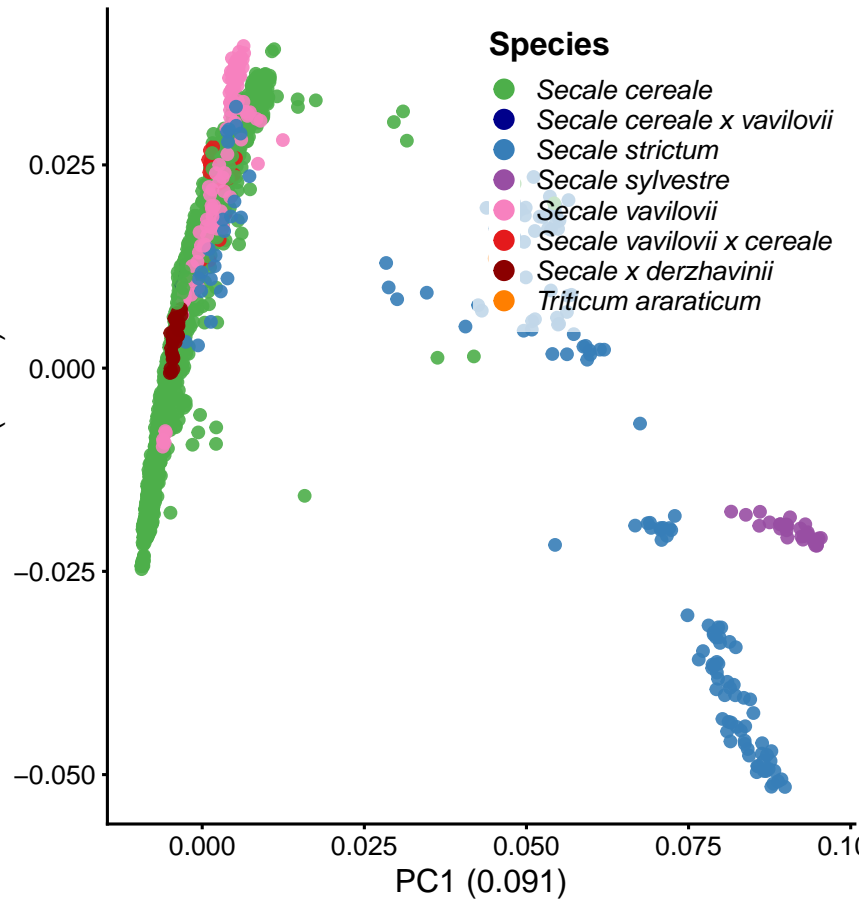 Species
Secale cereale
Secale cereale x vavilovii
Secale strictum
Secale sylvestre
Secale vavilovii
Secale vavilovii x cereale
Secale x derzhavinii
Triticum araraticum
0.025
0.000
−0.025
−0.050
0.000 0.025 0.050 0.075
PC1 (0.091)